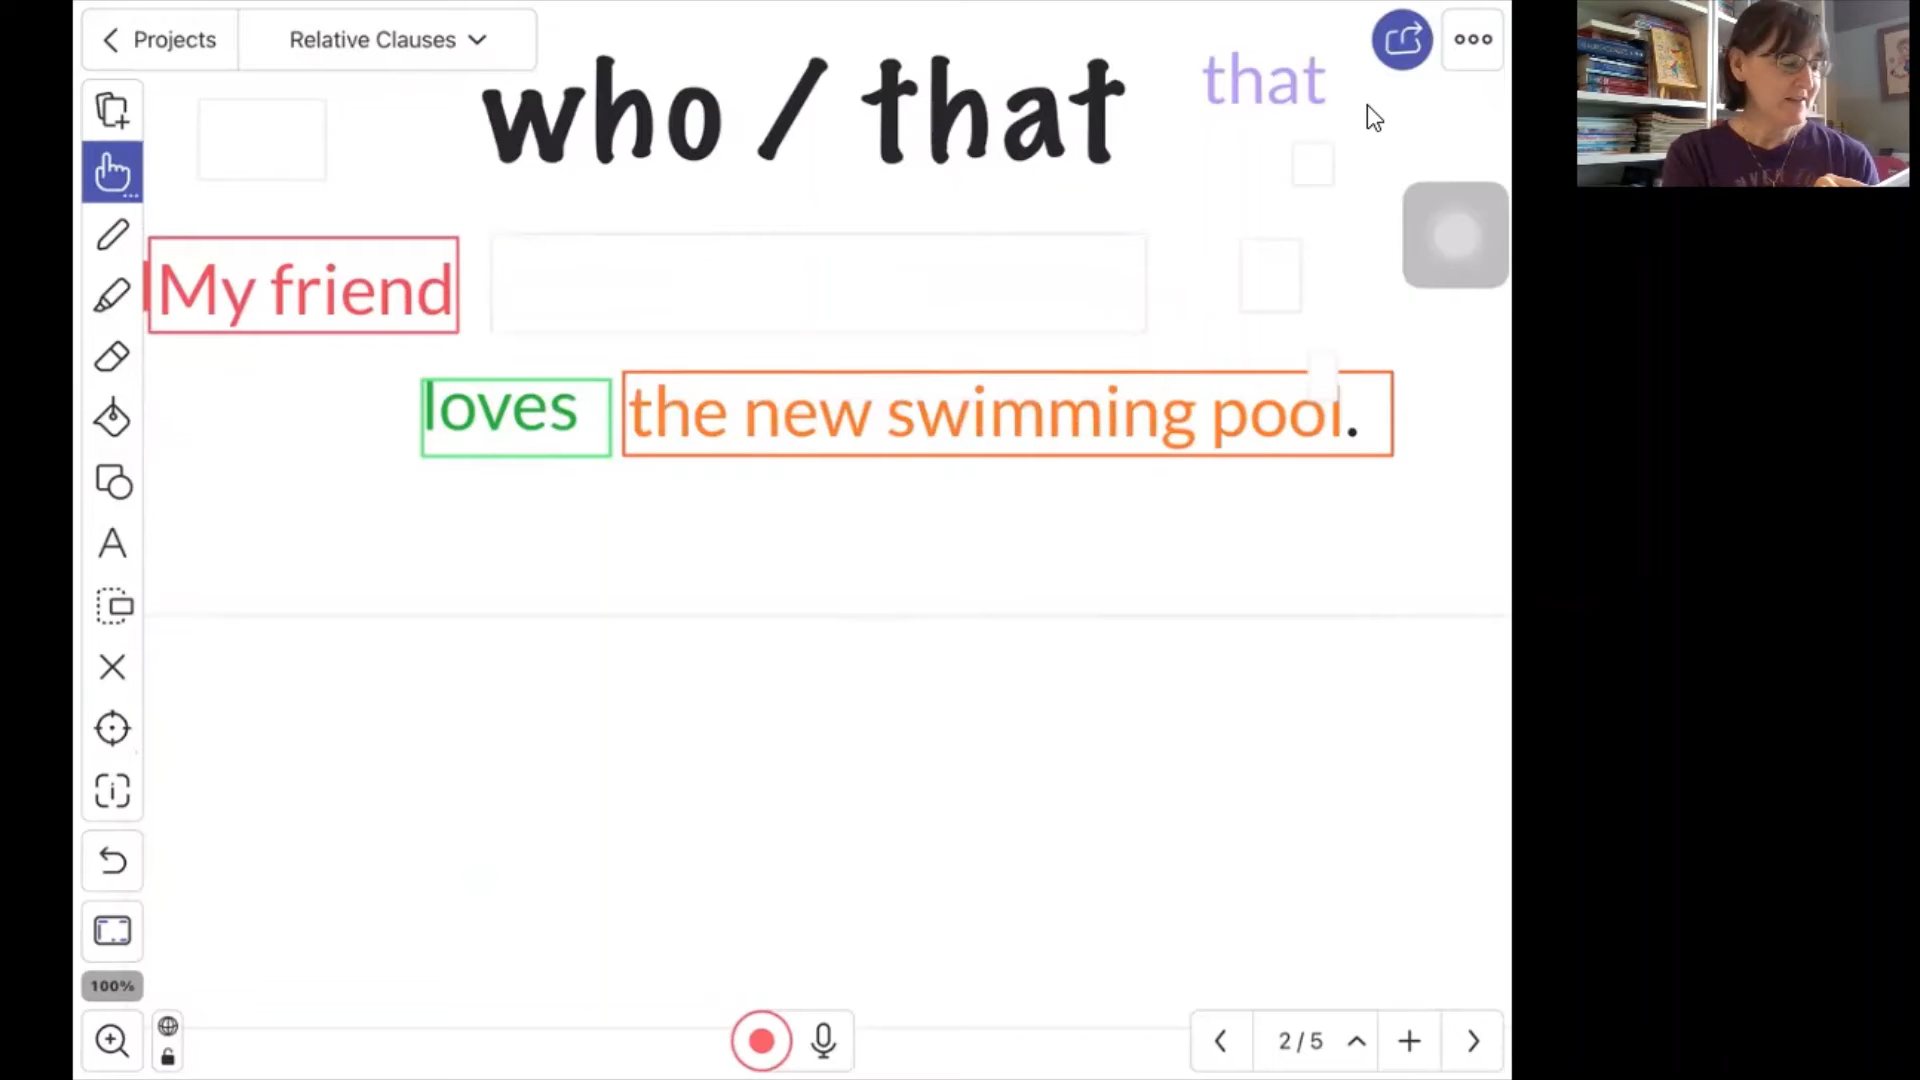 Projects
Relative Clauses
who / that
that
My friend
loves
the new swimming pool.
A
100%
2 / 5